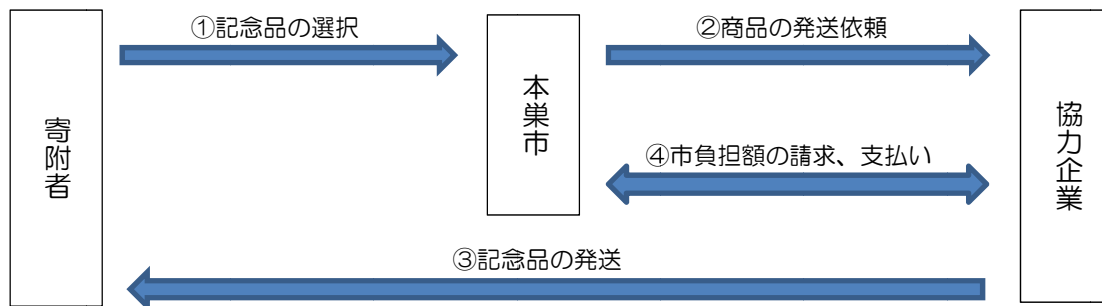 ①記念品の選択
②商品の発送依頼
寄附者
本巣市
協力企業
④市負担額の請求、支払い
③記念品の発送